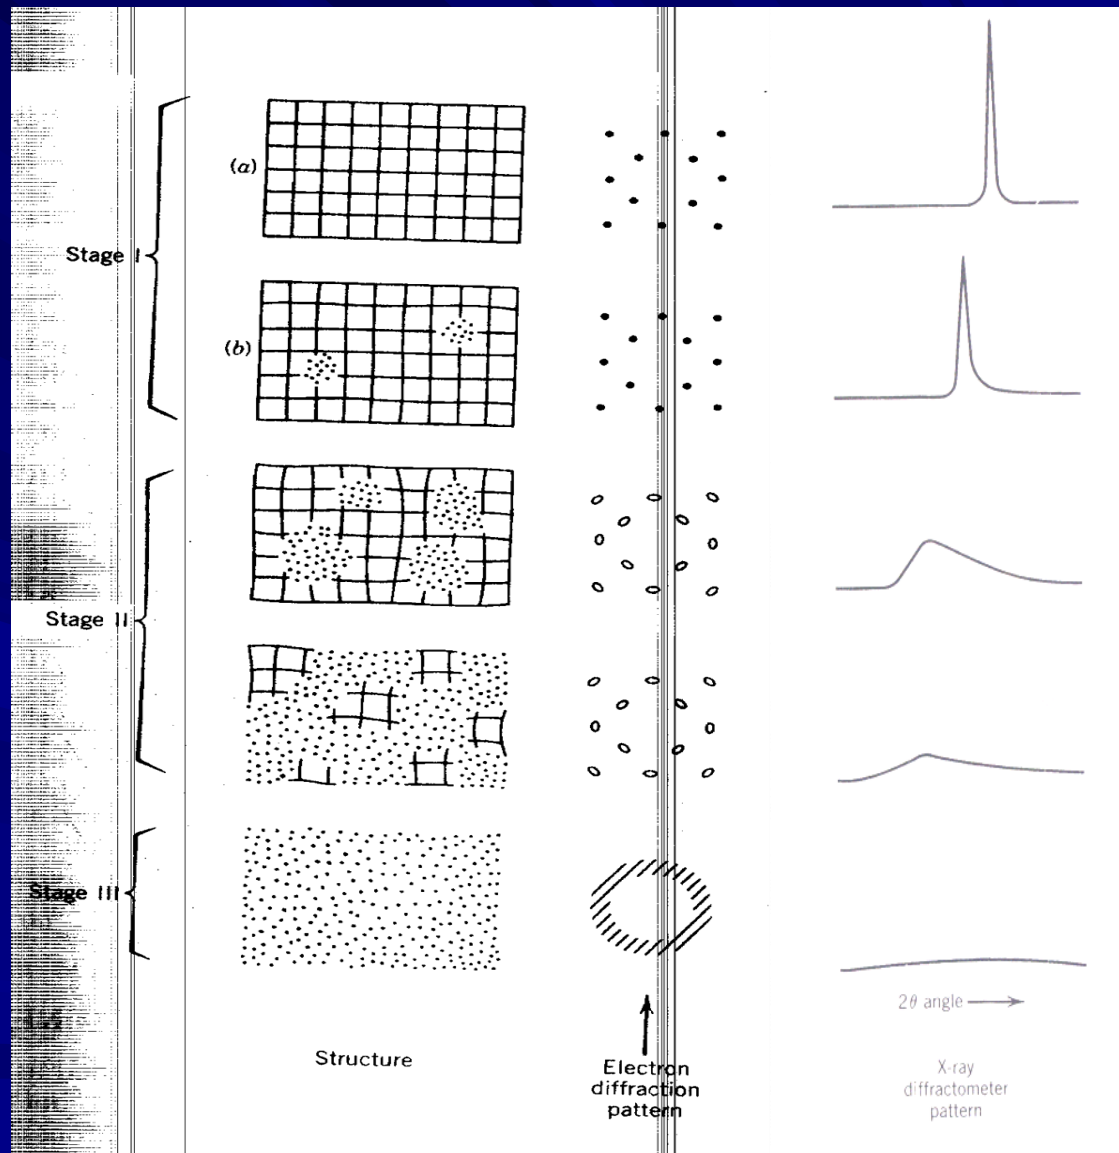 (a)
Stage I
(b)
Stage II
Stage III
2θ angle
Structure
Electron
diffraction
pattern
X-ray
diffractometer
pattern